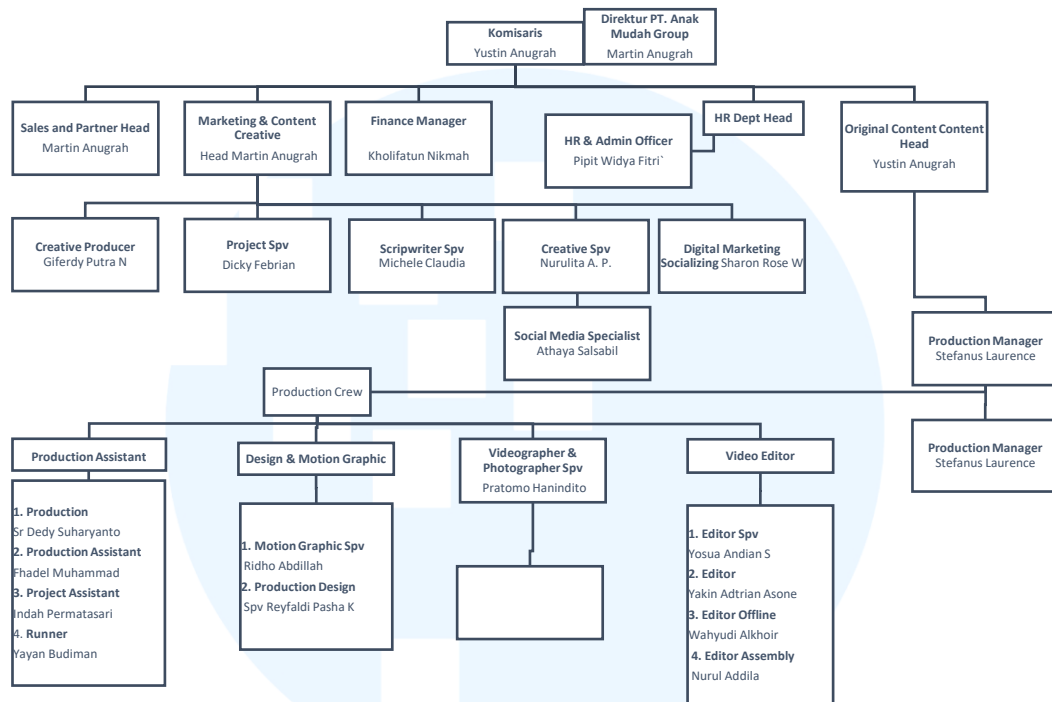 Komisaris
Yustin Anugrah
Direktur PT. Anak
Mudah Group
Martin Anugrah
Sales and Partner Head
Martin Anugrah
Marketing & Content
Creative
Head Martin Anugrah
Finance Manager
Kholifatun Nikmah
HR & Admin Officer
Pipit Widya Fitri`
HR Dept Head
Original Content Content
Head
Yustin Anugrah
Creative Producer
Giferdy Putra N
Project Spv
Dicky Febrian
Scripwriter Spv
Michele Claudia
Creative Spv
Nurulita A. P.
Digital Marketing
Socializing Sharon Rose W
Social Media Specialist
Athaya Salsabil
Production Manager
Stefanus Laurence
Production Crew
Production Manager
Stefanus Laurence
Production Assistant
Design & Motion Graphic
Videographer &
Photographer Spv
Pratomo Hanindito
Video Editor
1. Production
Sr Dedy Suharyanto
2. Production Assistant
Fhadel Muhammad
3. Project Assistant
Indah Permatasari
4. Runner
Yayan Budiman
1. Motion Graphic Spv
Ridho Abdillah
2. Production Design
Spv Reyfaldi Pasha K
1. Editor Spv
Yosua Andian S
2. Editor
Yakin Adtrian Asone
3. Editor Offline
Wahyudi Alkhoir
4. Editor Assembly
Nurul Addila